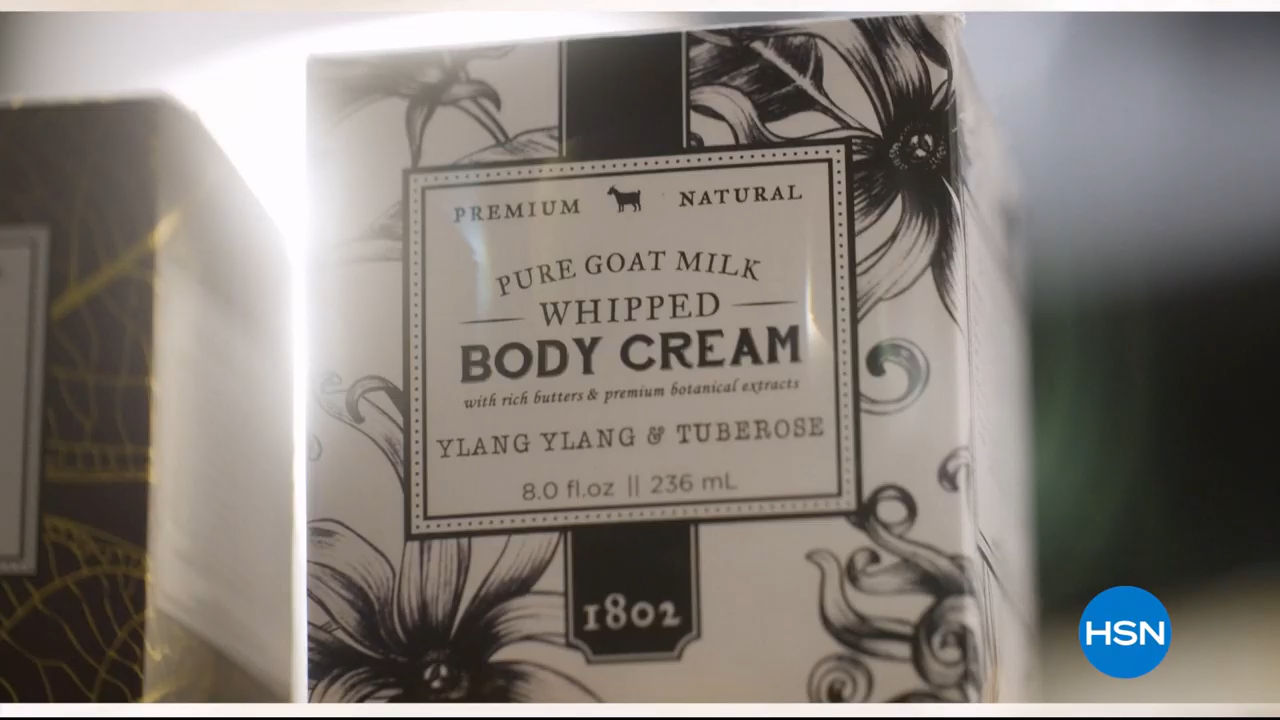 PREMIUM NATURAL
PURE GOAT MILK
WHIPPED
BODY CREAM
with rich butters & premium botanical extracts
YLANG YLANG & TUBEROSE
8.0 fl.oz || 236 mL
1802
HSN